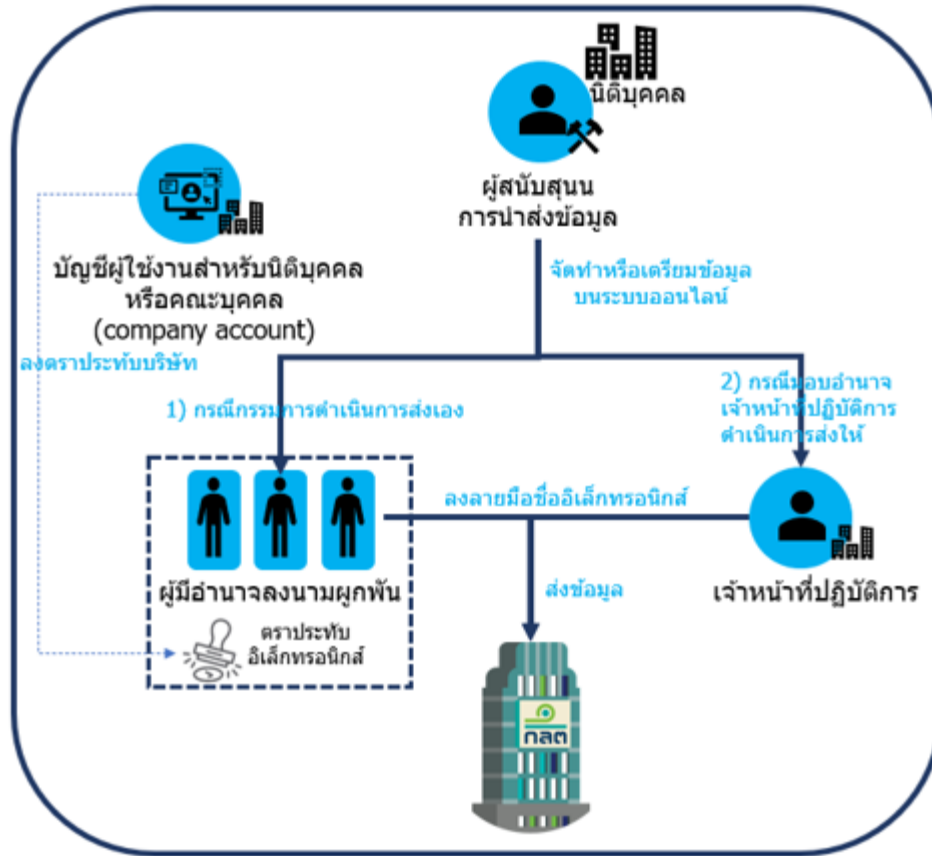 นิติบุคคล
ผู้สนับสุนน
การนำส่งข้อมูล
บัญชีผู้ใช้งานสำหรับนิติบุคคล
หรือคณะบุคคล
(company account)
จัดทำหรือเตรียมข้อมูล
บนระบบออนไลน์
ลงตราประทับบริษัท
1) กรณีกรรมการดำเนินการส่งเอง
2) กรณีมอบอำนาจ
เจ้าหน้าที่ปฏิบัติการ
ดำเนินการส่งให้
ลงลายมือชื่ออิเล็กทรอนิกส์
ผู้มีอำนาจลงนามผูกพัน
ตราประทับ
อิเล็กทรอนิกส์
ส่งข้อมูล
เจ้าหน้าที่ปฏิบัติการ
กลต